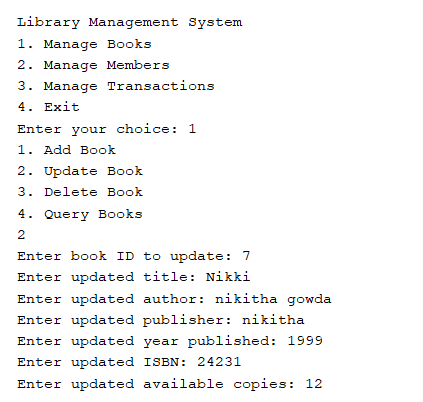 Library Management System
1. Manage Books
2. Manage Members
3. Manage Transactions
4. Exit
Enter your choice: 1
1. Add Book
2. Update Book
3. Delete Book
4. Query Books
2
Enter book ID to update: 7
Enter updated title: Nikki
Enter updated author: nikitha gowda
Enter updated publisher: nikitha
Enter updated year published: 1999
Enter updated ISBN: 24231
Enter updated available copies: 12